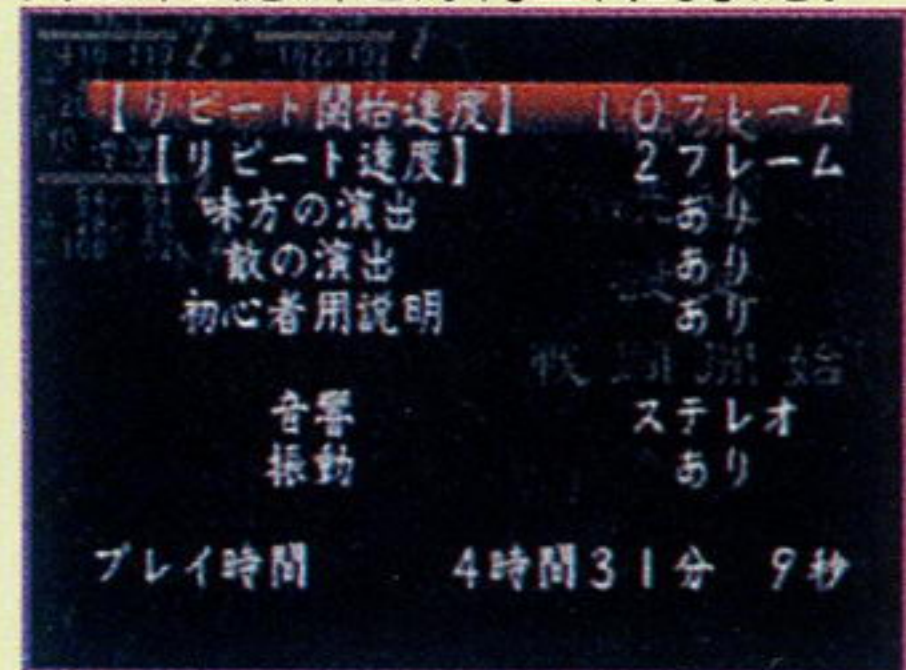 【リピート開始速度】 10フレーム
【リピート速度】 2フレーム
味方の演出 あり
敵の演出 あり
初心者用説明 あり
戦闘開始
音響 ステレオ
振動 あり
プレイ時間 4時間31分 9秒